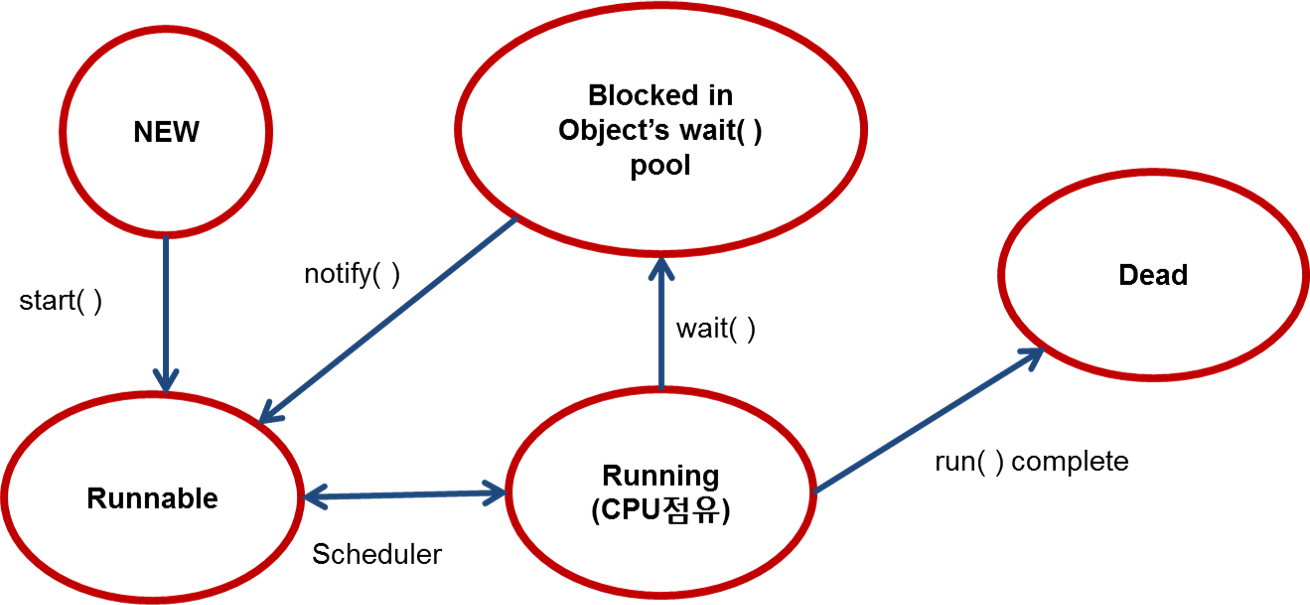 NEW
Blocked in
Object’s wait( )
pool
Dead
start( )
notify( )
wait( )
Runnable
Scheduler
Running
(CPU점유)
run( ) complete